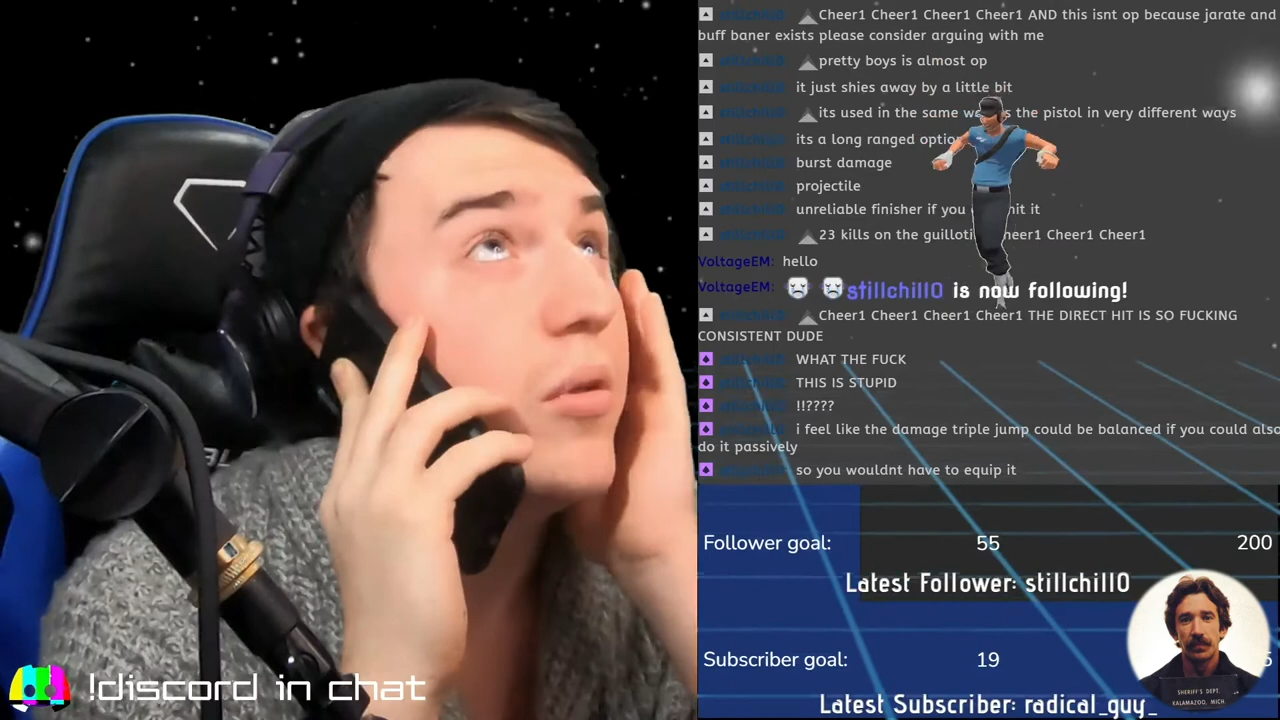 Cheer1 Cheer1 Cheer1 Cheer1 AND this isnt op because jarate and
buff baner exists please consider arguing with me
pretty boys is almost op
it just shies away by a little bit
its used in the same the pistol in very different ways
its a long ranged
burst damage
projectile
unreliable finisher if you it
23 kills on the Cheer1 Cheer1
VoltageEM: hello
VoltageEM:
stillchill0 is now following!
Cheer1 Cheer1 Cheer1 Cheer1 THE DIRECT HIT IS SO FUCKING
CONSISTENT DUDE
WHAT THE FUCK
THIS IS STUPID
!!????
i feel like the damage triple jump could be balanced if you could also
do it passively
so you wouldnt have to equip it
Follower goal: 55 200
Latest Follower: stillchill0
Subscriber goal: 19
Latest Subscriber: radical_guy_
SHERIFF'S DEPT.
KALAMAZOO, MICH.
!discord in chat